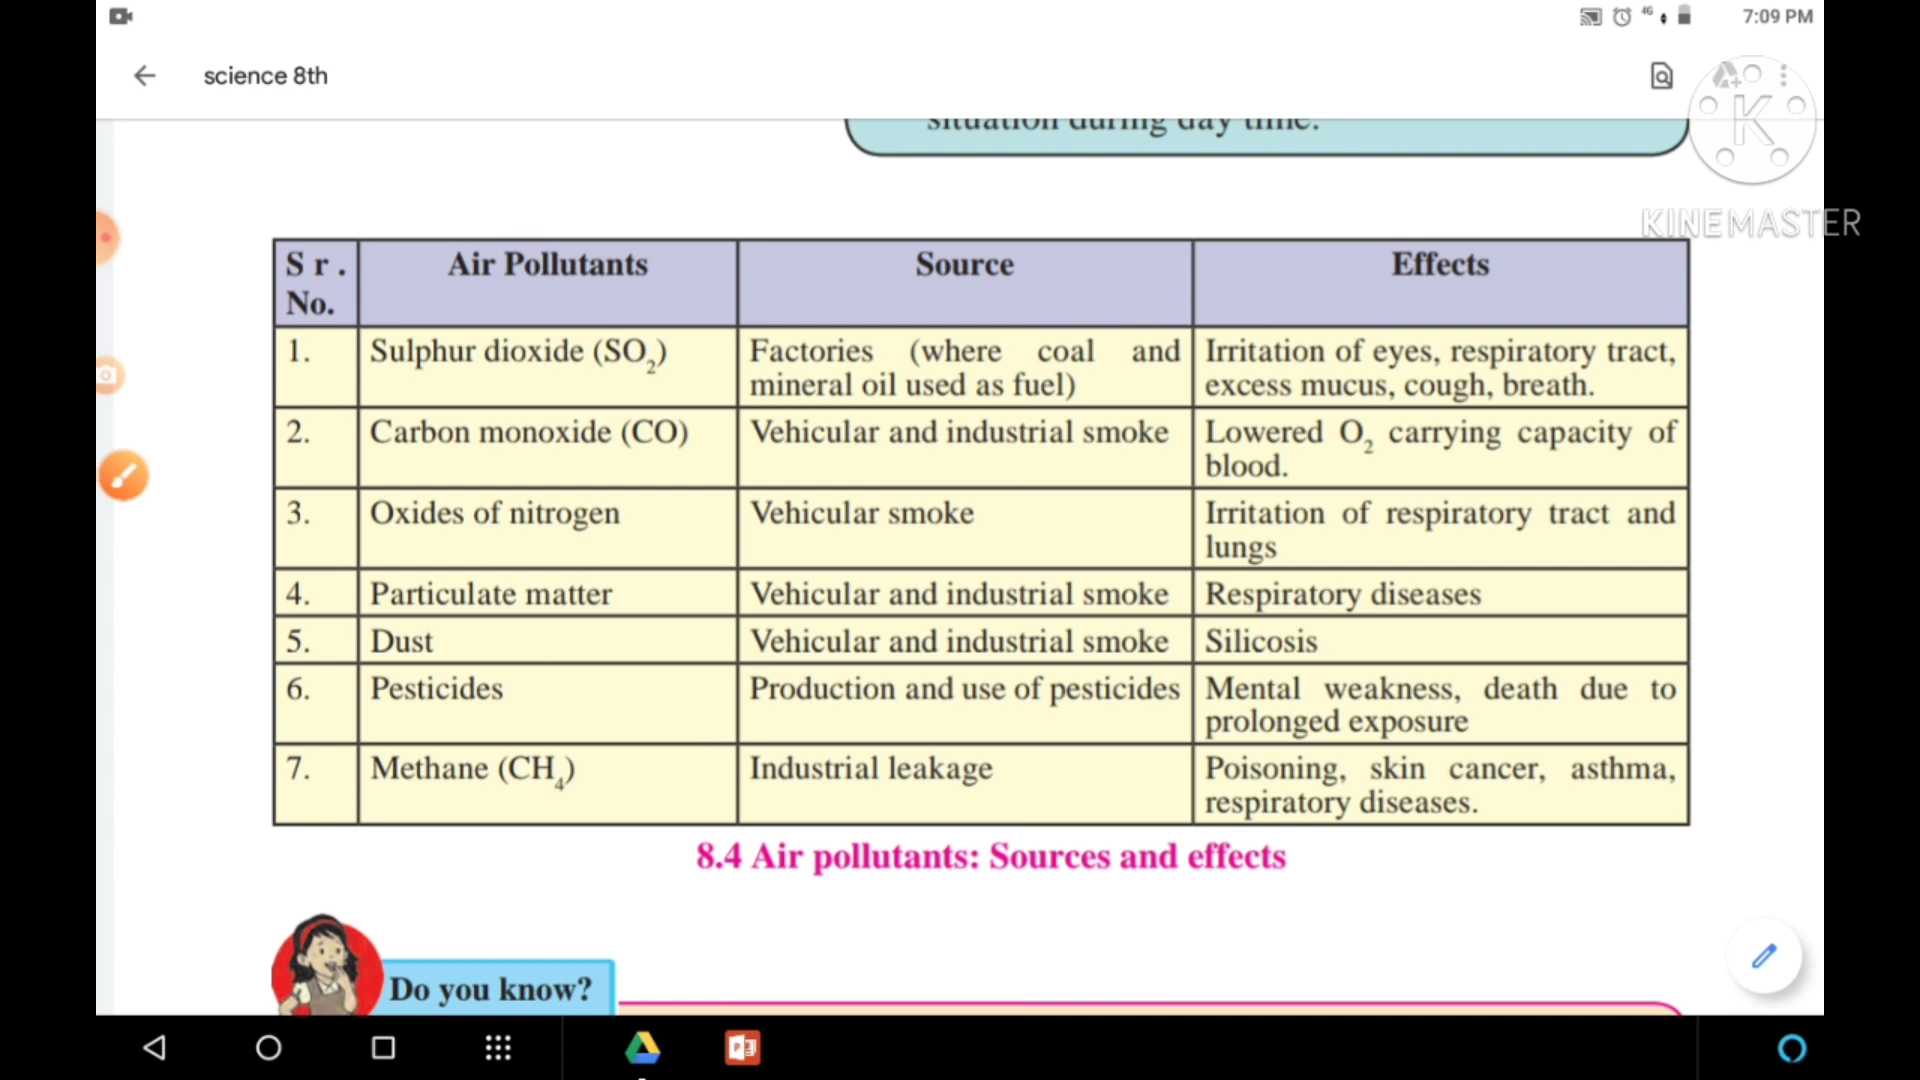 4G 7:09 PM
science 8th
situation during day time.
KINEMASTER
Sr. No. Air Pollutants Source Effects
1. Sulphur dioxide (SO₂) Factories (where coal and Irritation of eyes, respiratory tract,
mineral oil used as fuel) excess mucus, cough, breath.
2. Carbon monoxide (CO) Vehicular and industrial smoke Lowered O₂ carrying capacity of
blood.
3. Oxides of nitrogen Vehicular smoke Irritation of respiratory tract and
lungs
4. Particulate matter Vehicular and industrial smoke Respiratory diseases
5. Dust Vehicular and industrial smoke Silicosis
6. Pesticides Production and use of pesticides Mental weakness, death due to
prolonged exposure
7. Methane (CH₄) Industrial leakage Poisoning, skin cancer, asthma,
respiratory diseases.
8.4 Air pollutants: Sources and effects
Do you know?